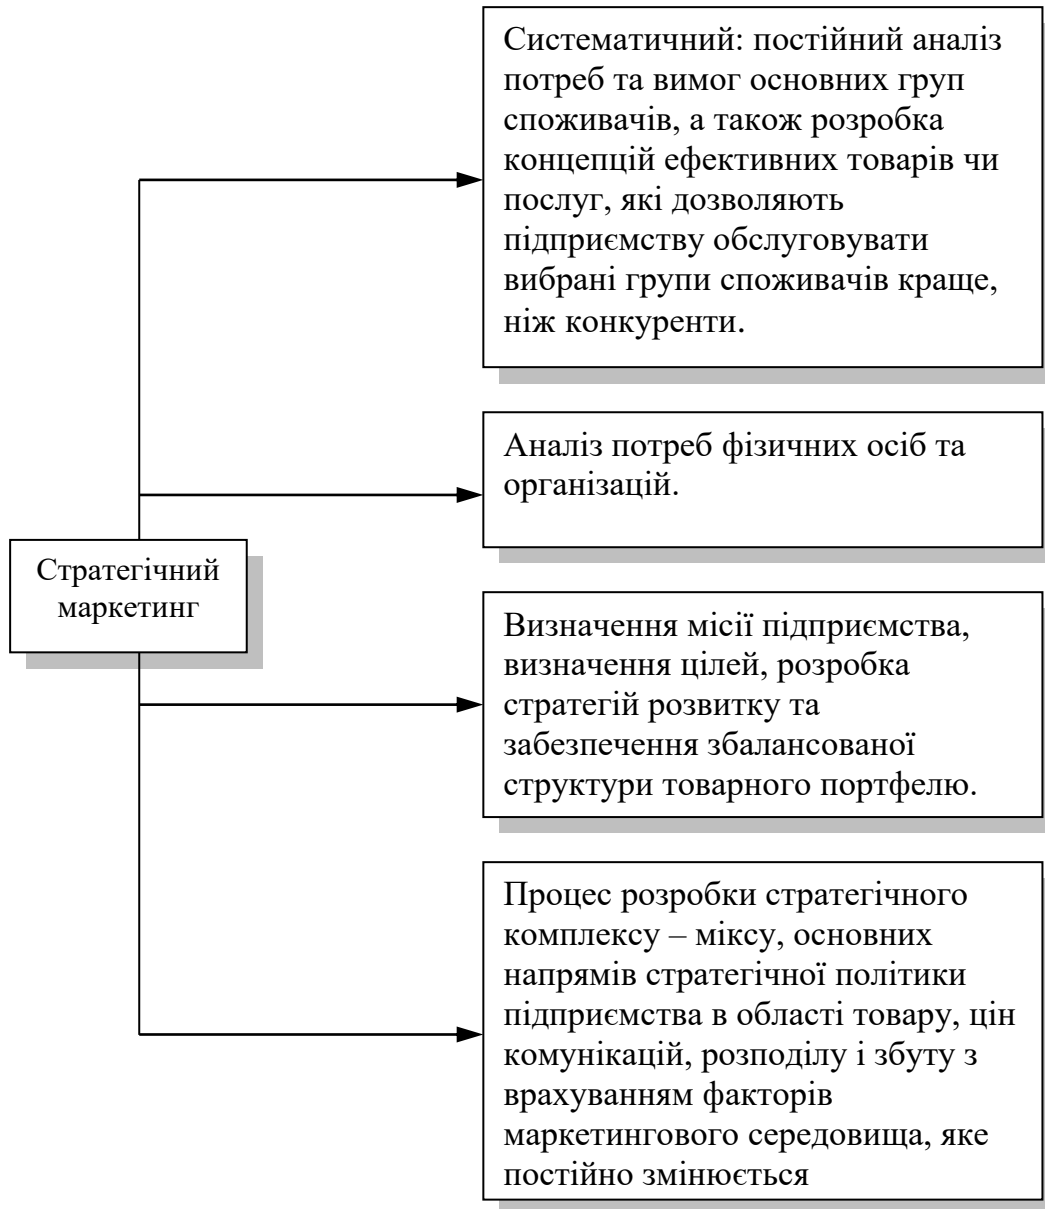 Систематичний: постійний аналіз
потреб та вимог основних груп
споживачів, а також розробка
концепцій ефективних товарів чи
послуг, які дозволяють
підприємству обслуговувати
вибрані групи споживачів краще,
ніж конкуренти.
Аналіз потреб фізичних осіб та
організацій.
Стратегічний
маркетинг
Визначення місії підприємства,
визначення цілей, розробка
стратегій розвитку та
забезпечення збалансованої
структури товарного портфелю.
Процес розробки стратегічного
комплексу – міксу, основних
напрямів стратегічної політики
підприємства в області товару, цін
комунікацій, розподілу і збуту з
врахуванням факторів
маркетингового середовища, яке
постійно змінюється